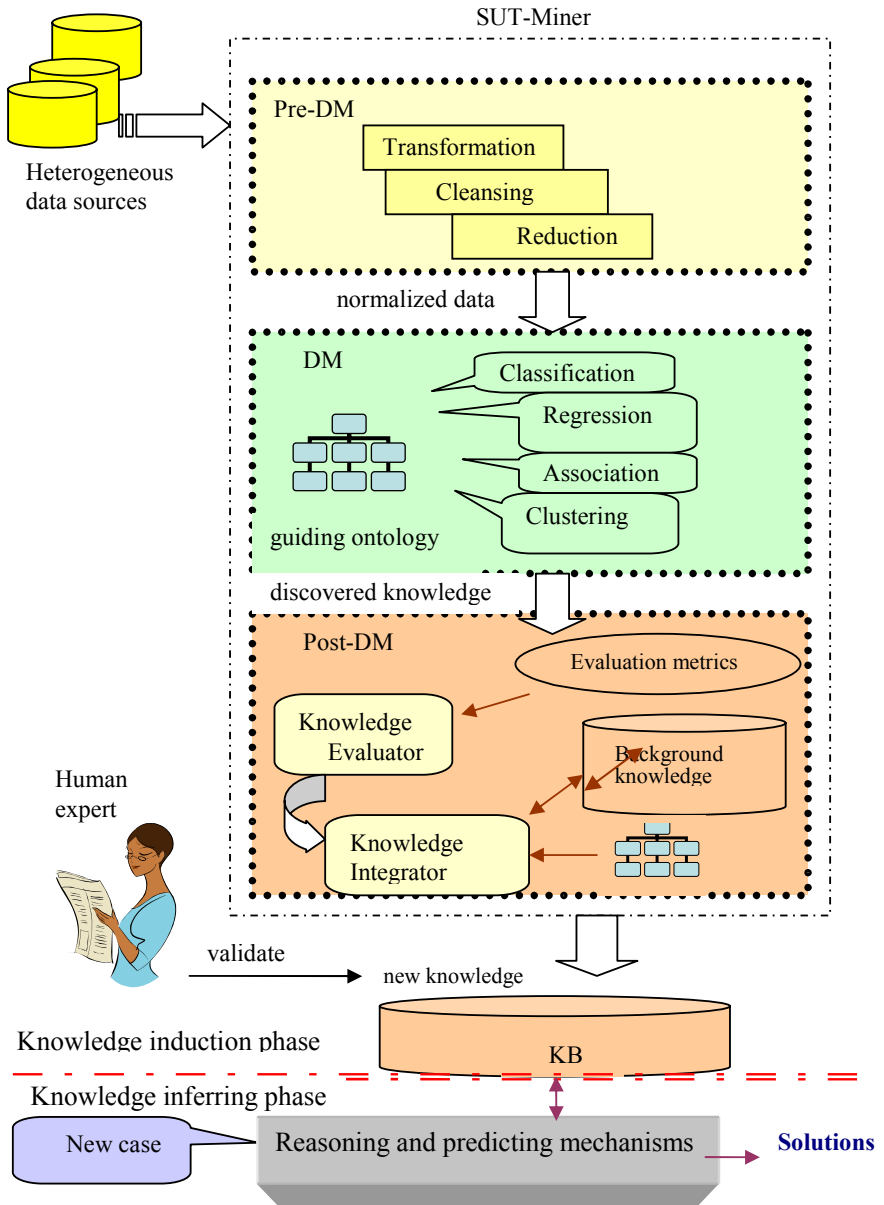 SUT-Miner
Heterogeneous
data sources
Pre-DM
Transformation
Cleansing
Reduction
normalized data
DM
Classification
Regression
Association
Clustering
guiding ontology
discovered knowledge
Post-DM
Evaluation metrics
Knowledge
Evaluator
Background
knowledge
Knowledge
Integrator
Human
expert
validate
new knowledge
KB
Knowledge induction phase
Knowledge inferring phase
New case
Reasoning and predicting mechanisms
Solutions